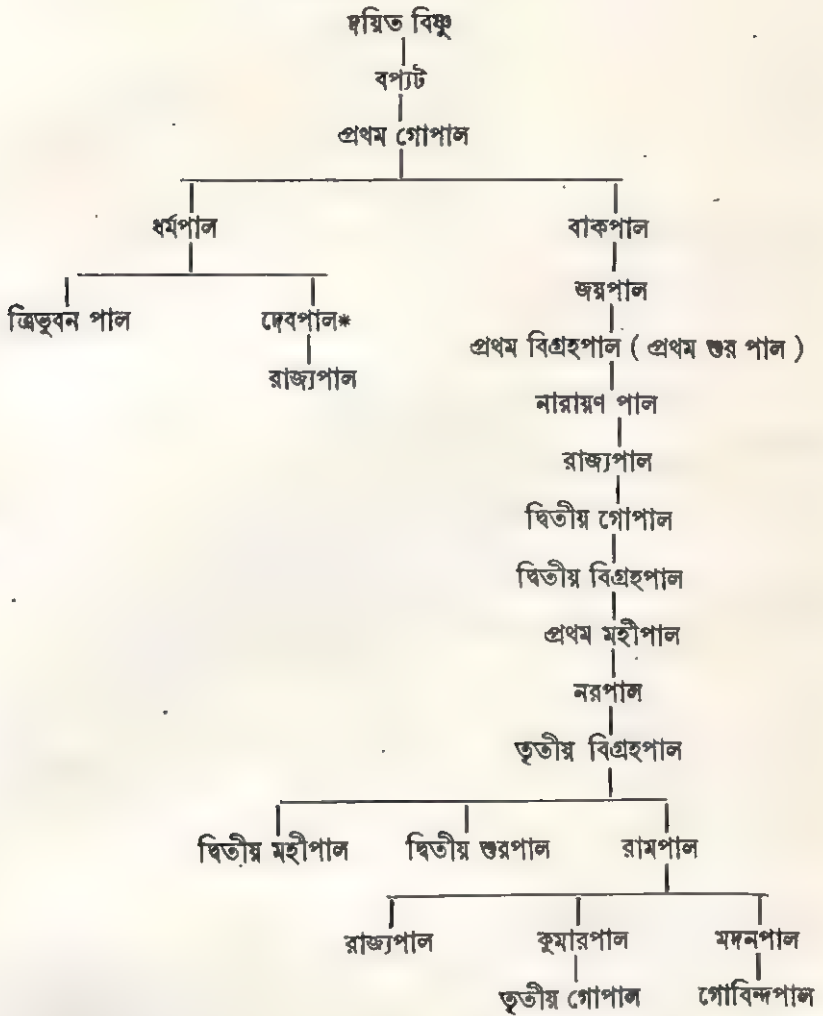 দয়িত বিষ্ণু
বপ্যট
প্রথম গোপাল
ধর্মপাল বাকপাল
জয়পাল
ত্রিভুবন পাল দেবপাল*
প্রথম বিগ্রহপাল ( প্রথম শুর পাল )
রাজ্যপাল
নারায়ণ পাল
রাজ্যপাল
দ্বিতীয় গোপাল
দ্বিতীয় বিগ্রহপাল
প্রথম মহীপাল
নরপাল
তৃতীয় বিগ্রহপাল
দ্বিতীয় মহীপাল দ্বিতীয় শুরপাল রামপাল
রাজ্যপাল কুমারপাল মদনপাল
তৃতীয় গোপাল গোবিন্দপাল